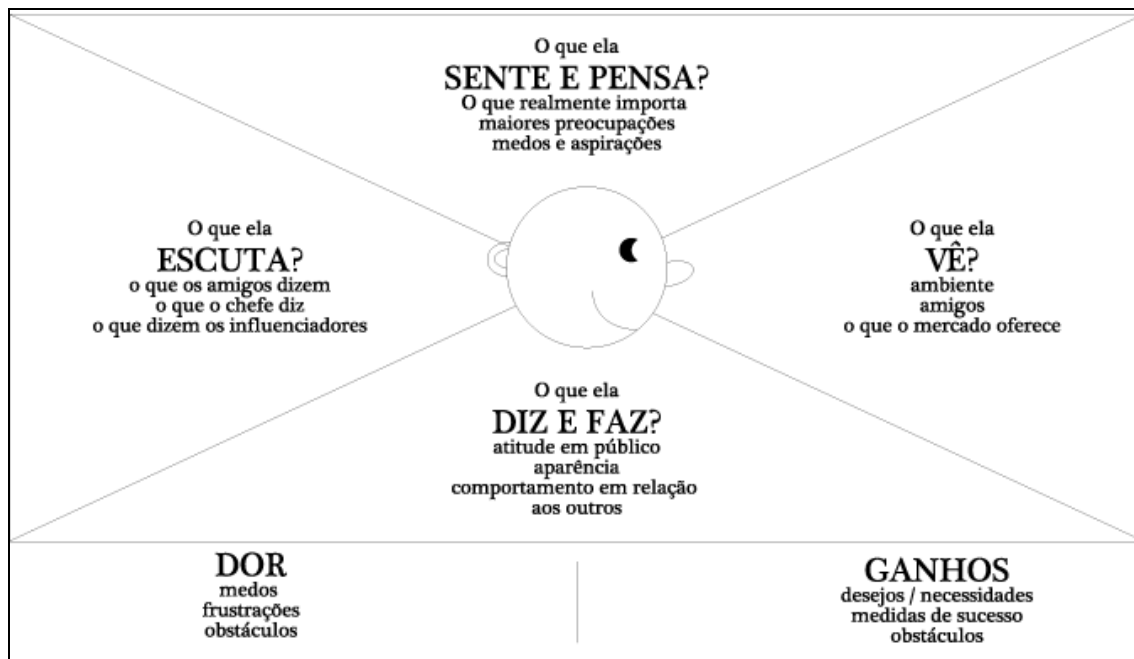 O que ela
SENTE E PENSA?
O que realmente importa
maiores preocupações
medos e aspirações
O que ela
ESCUTA?
o que os amigos dizem
o que o chefe diz
o que dizem os influenciadores
O que ela
VÊ?
ambiente
amigos
o que o mercado oferece
O que ela
DIZ E FAZ?
atitude em público
aparência
comportamento em relação
aos outros
DOR
medos
frustrações
obstáculos
GANHOS
desejos / necessidades
medidas de sucesso
obstáculos